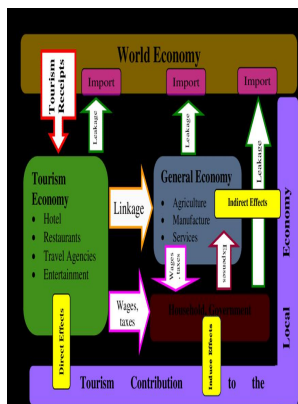 World Economy
Import
Import
Import
Tourism
Receipts
Leakage
Leakage
Leakage
Tourism
Economy
Hotel
Restaurants
Travel Agencies
Entertainment
Linkage
General Economy
Agriculture
Manufacture
Services
Indirect Effects
Wages
, taxes
Expenses
Wages,
taxes
Household, Government
Direct Effects
Induce Effects
Tourism Contribution to the
Local Economy